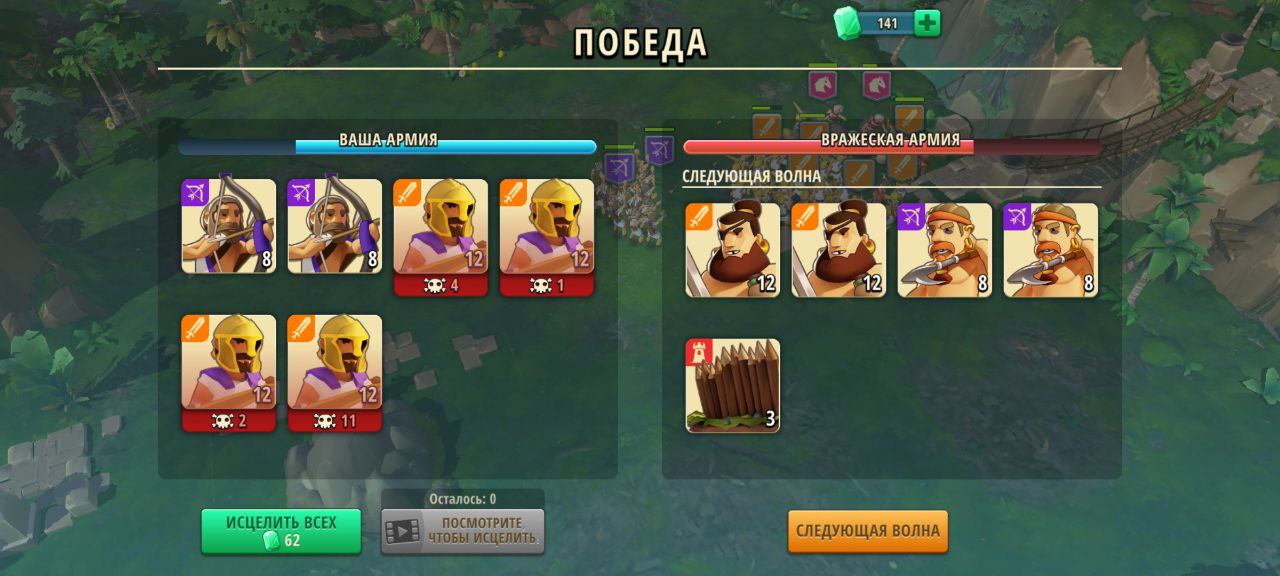 141
ПОБЕДА
ВАША АРМИЯ
ВРАЖЕСКАЯ АРМИЯ
СЛЕДУЮЩАЯ ВОЛНА
8
8
12
12
4
1
12
12
8
8
12
12
2
11
3
Осталось: 0
ИСЦЕЛИТЬ ВСЕХ
62
ПОСМОТРИТЕ,
ЧТОБЫ ИСЦЕЛИТЬ.
СЛЕДУЮЩАЯ ВОЛНА